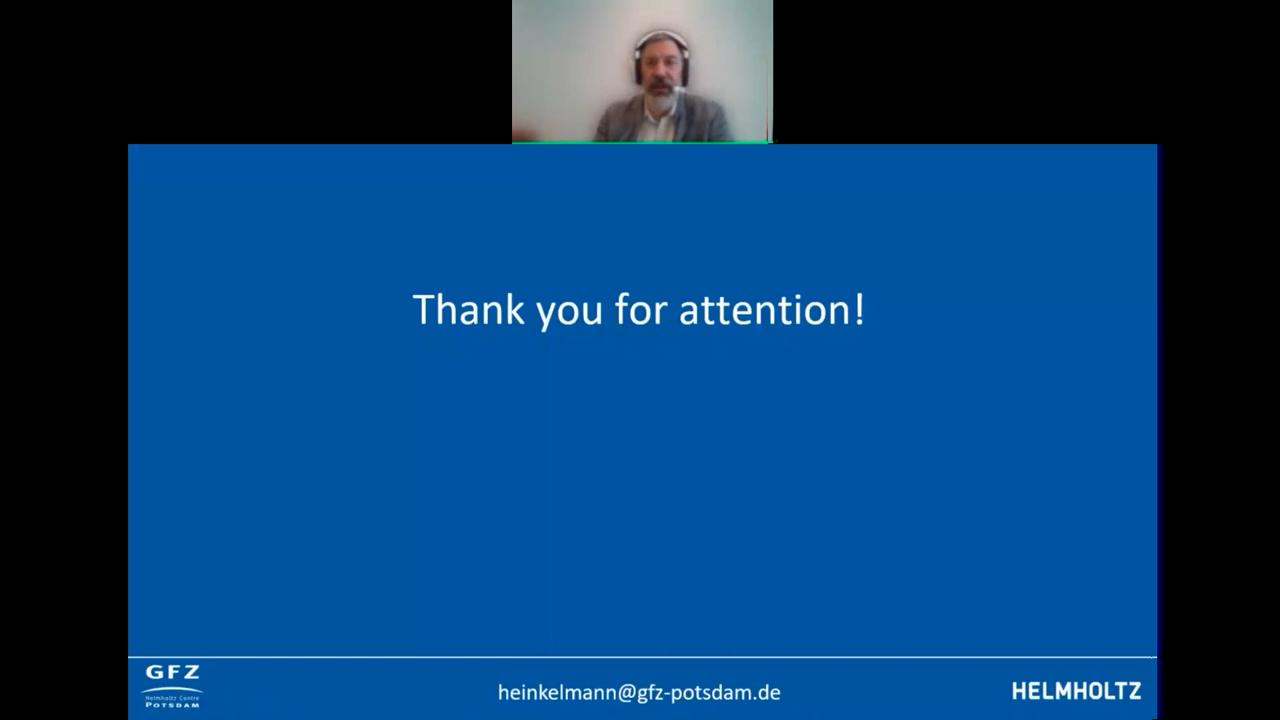 Thank you for attention!
GFZ
Helmholtz Centre
POTSDAM
heinkelmann@gfz-potsdam.de
HELMHOLTZ